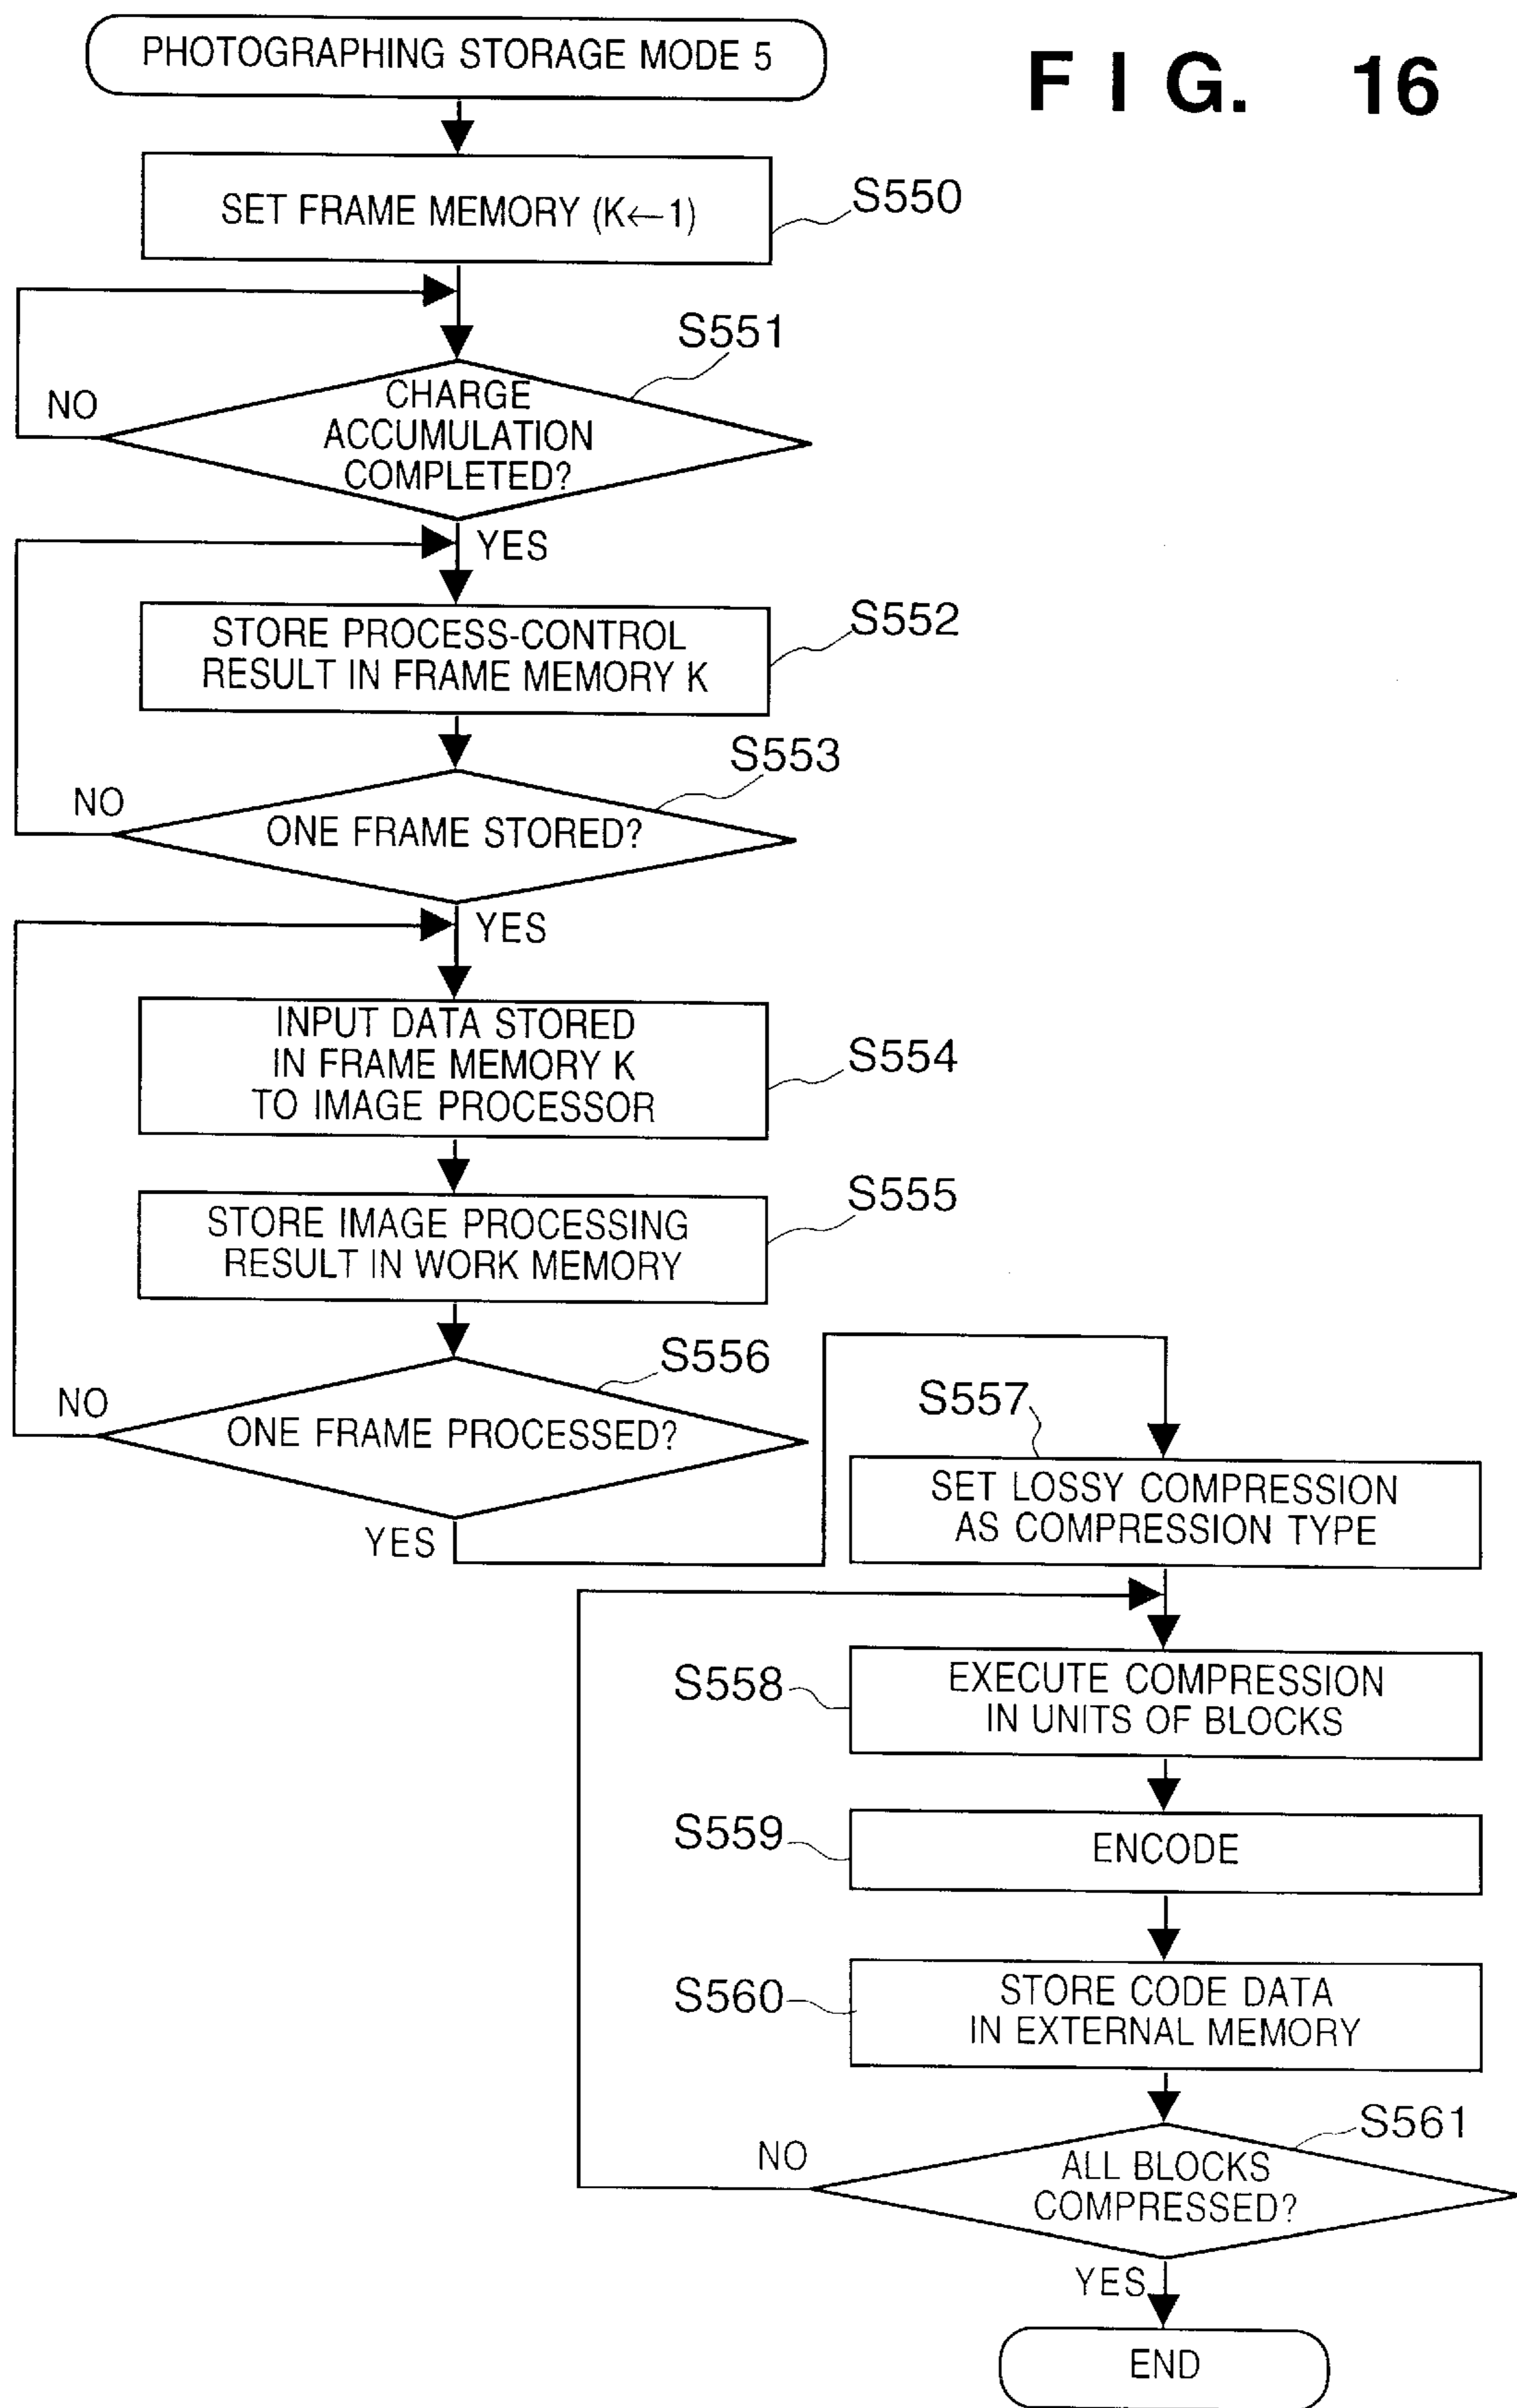 PHOTOGRAPHING STORAGE MODE 5
F I G. 16
SET FRAME MEMORY (K←1)
S550
S551
NO
CHARGE
ACCUMULATION
COMPLETED?
YES
STORE PROCESS-CONTROL
RESULT IN FRAME MEMORY K
S552
S553
NO
ONE FRAME STORED?
YES
INPUT DATA STORED
IN FRAME MEMORY K
TO IMAGE PROCESSOR
S554
STORE IMAGE PROCESSING
RESULT IN WORK MEMORY
S555
S556
NO
ONE FRAME PROCESSED?
YES
S557
SET LOSSY COMPRESSION
AS COMPRESSION TYPE
S558
EXECUTE COMPRESSION
IN UNITS OF BLOCKS
S559
ENCODE
S560
STORE CODE DATA
IN EXTERNAL MEMORY
S561
NO
ALL BLOCKS
COMPRESSED?
YES
END